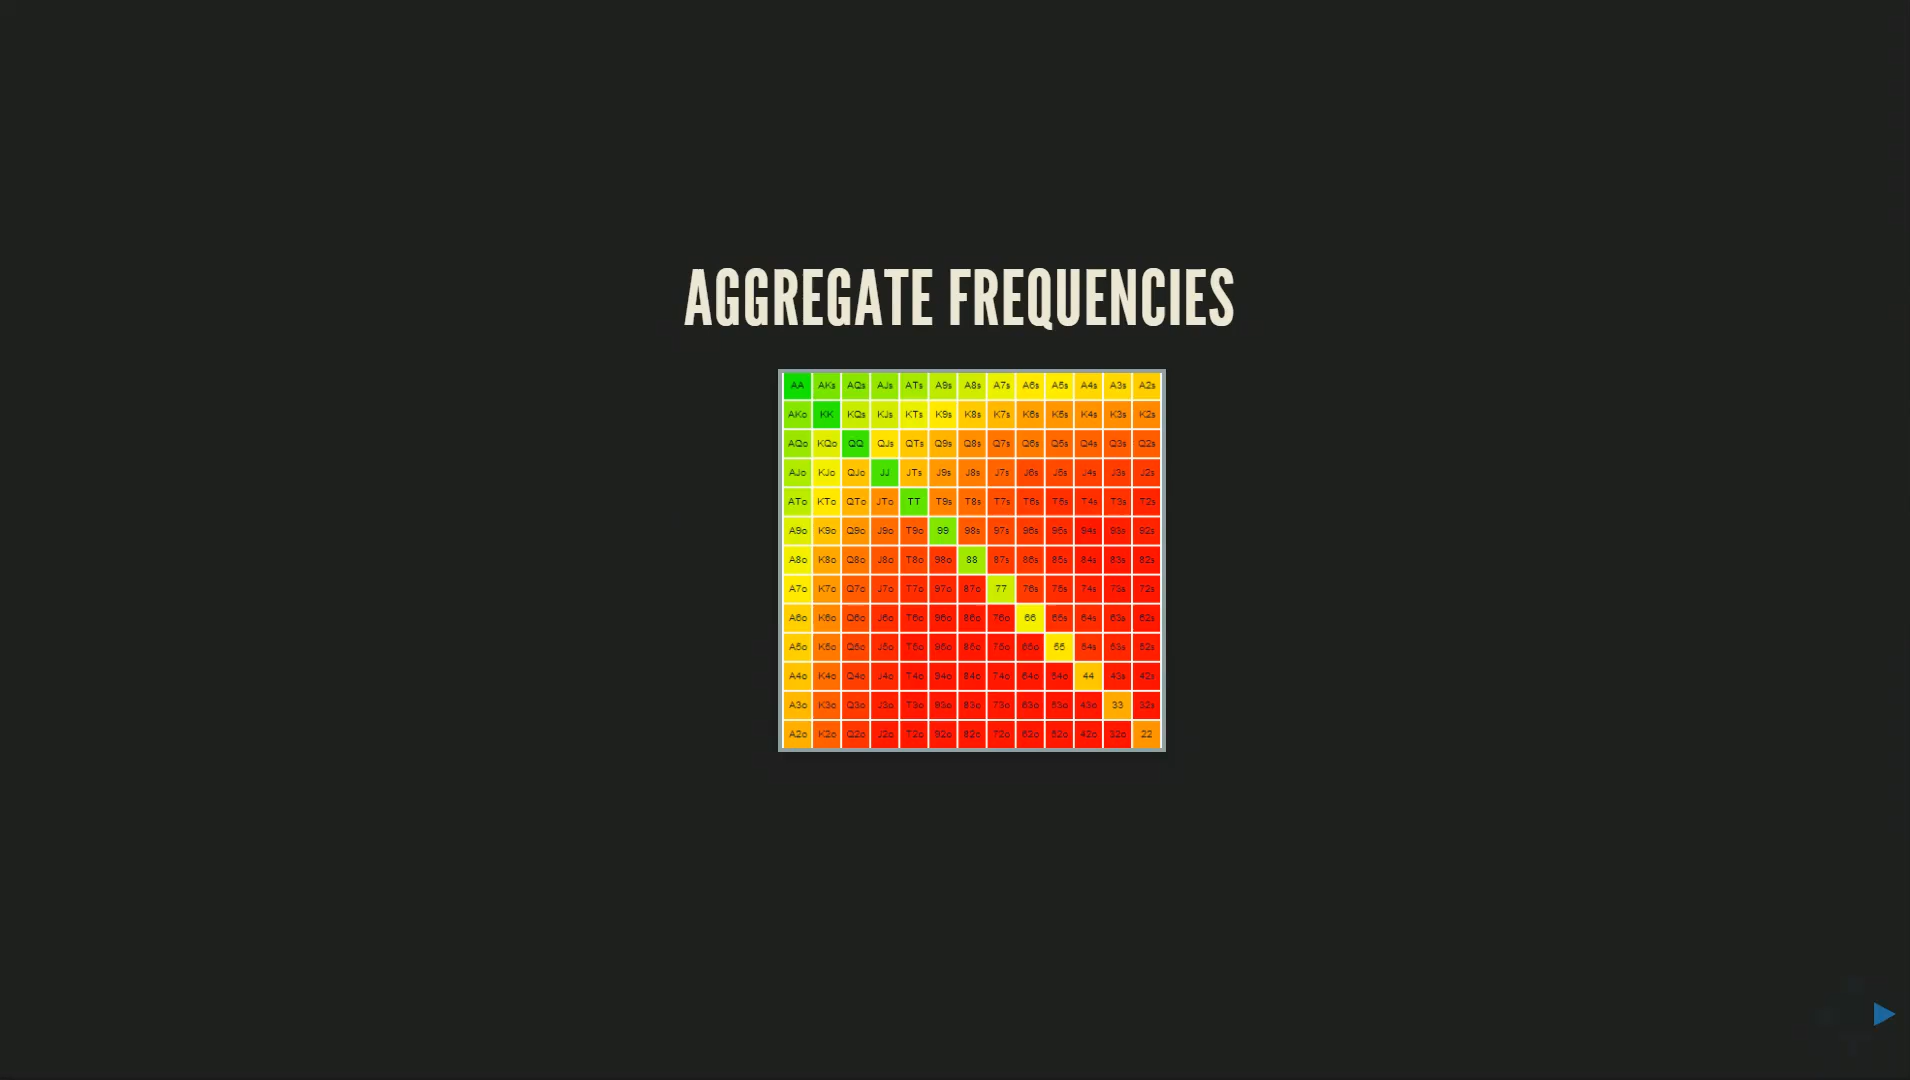 AGGREGATE FREQUENCIES
AA AKs AQs AJs ATs A9s A8s A7s A6s A5s A4s A3s A2s
AKo KK KQs KJs KTs K9s K8s K7s K6s K5s K4s K3s K2s
AQo KQo QQ QJs QTs Q9s Q8s Q7s Q6s Q5s Q4s Q3s Q2s
AJo KJo QJo JJ JTs J9s J8s J7s J6s J5s J4s J3s J2s
ATo KTo QTo JTo TT T9s T8s T7s T6s T5s T4s T3s T2s
A9o K9o Q9o J9o T9o 99 98s 97s 96s 95s 94s 93s 92s
A8o K8o Q8o J8o T8o 98o 88 87s 86s 85s 84s 83s 82s
A7o K7o Q7o J7o T7o 97o 87o 77 76s 75s 74s 73s 72s
A6o K6o Q6o J6o T6o 96o 86o 76o 66 65s 64s 63s 62s
A5o K5o Q5o J5o T5o 95o 85o 75o 65o 55 54s 53s 52s
A4o K4o Q4o J4o T4o 94o 84o 74o 64o 54o 44 43s 42s
A3o K3o Q3o J3o T3o 93o 83o 73o 63o 53o 43o 33 32s
A2o K2o Q2o J2o T2o 92o 82o 72o 62o 52o 42o 32o 22